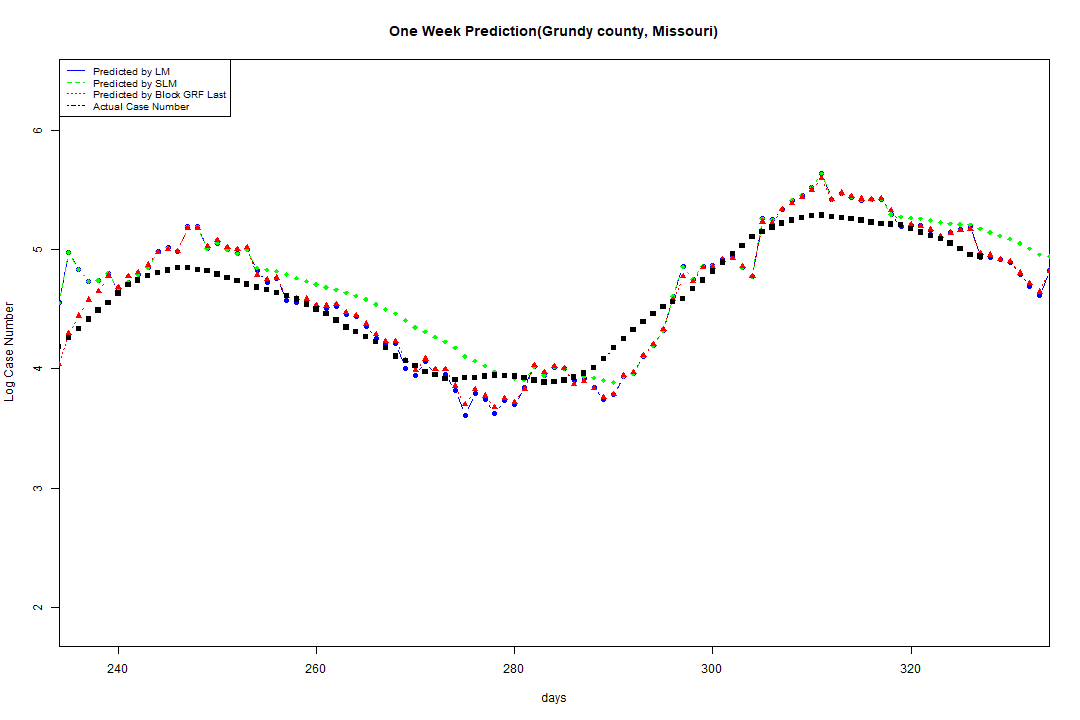 One Week Prediction(Grundy county, Missouri)
Predicted by LM
Predicted by SLM
Predicted by Block GRF Last
Actual Case Number
6
5
4
3
2
Log Case Number
240 260 280 300 320
days